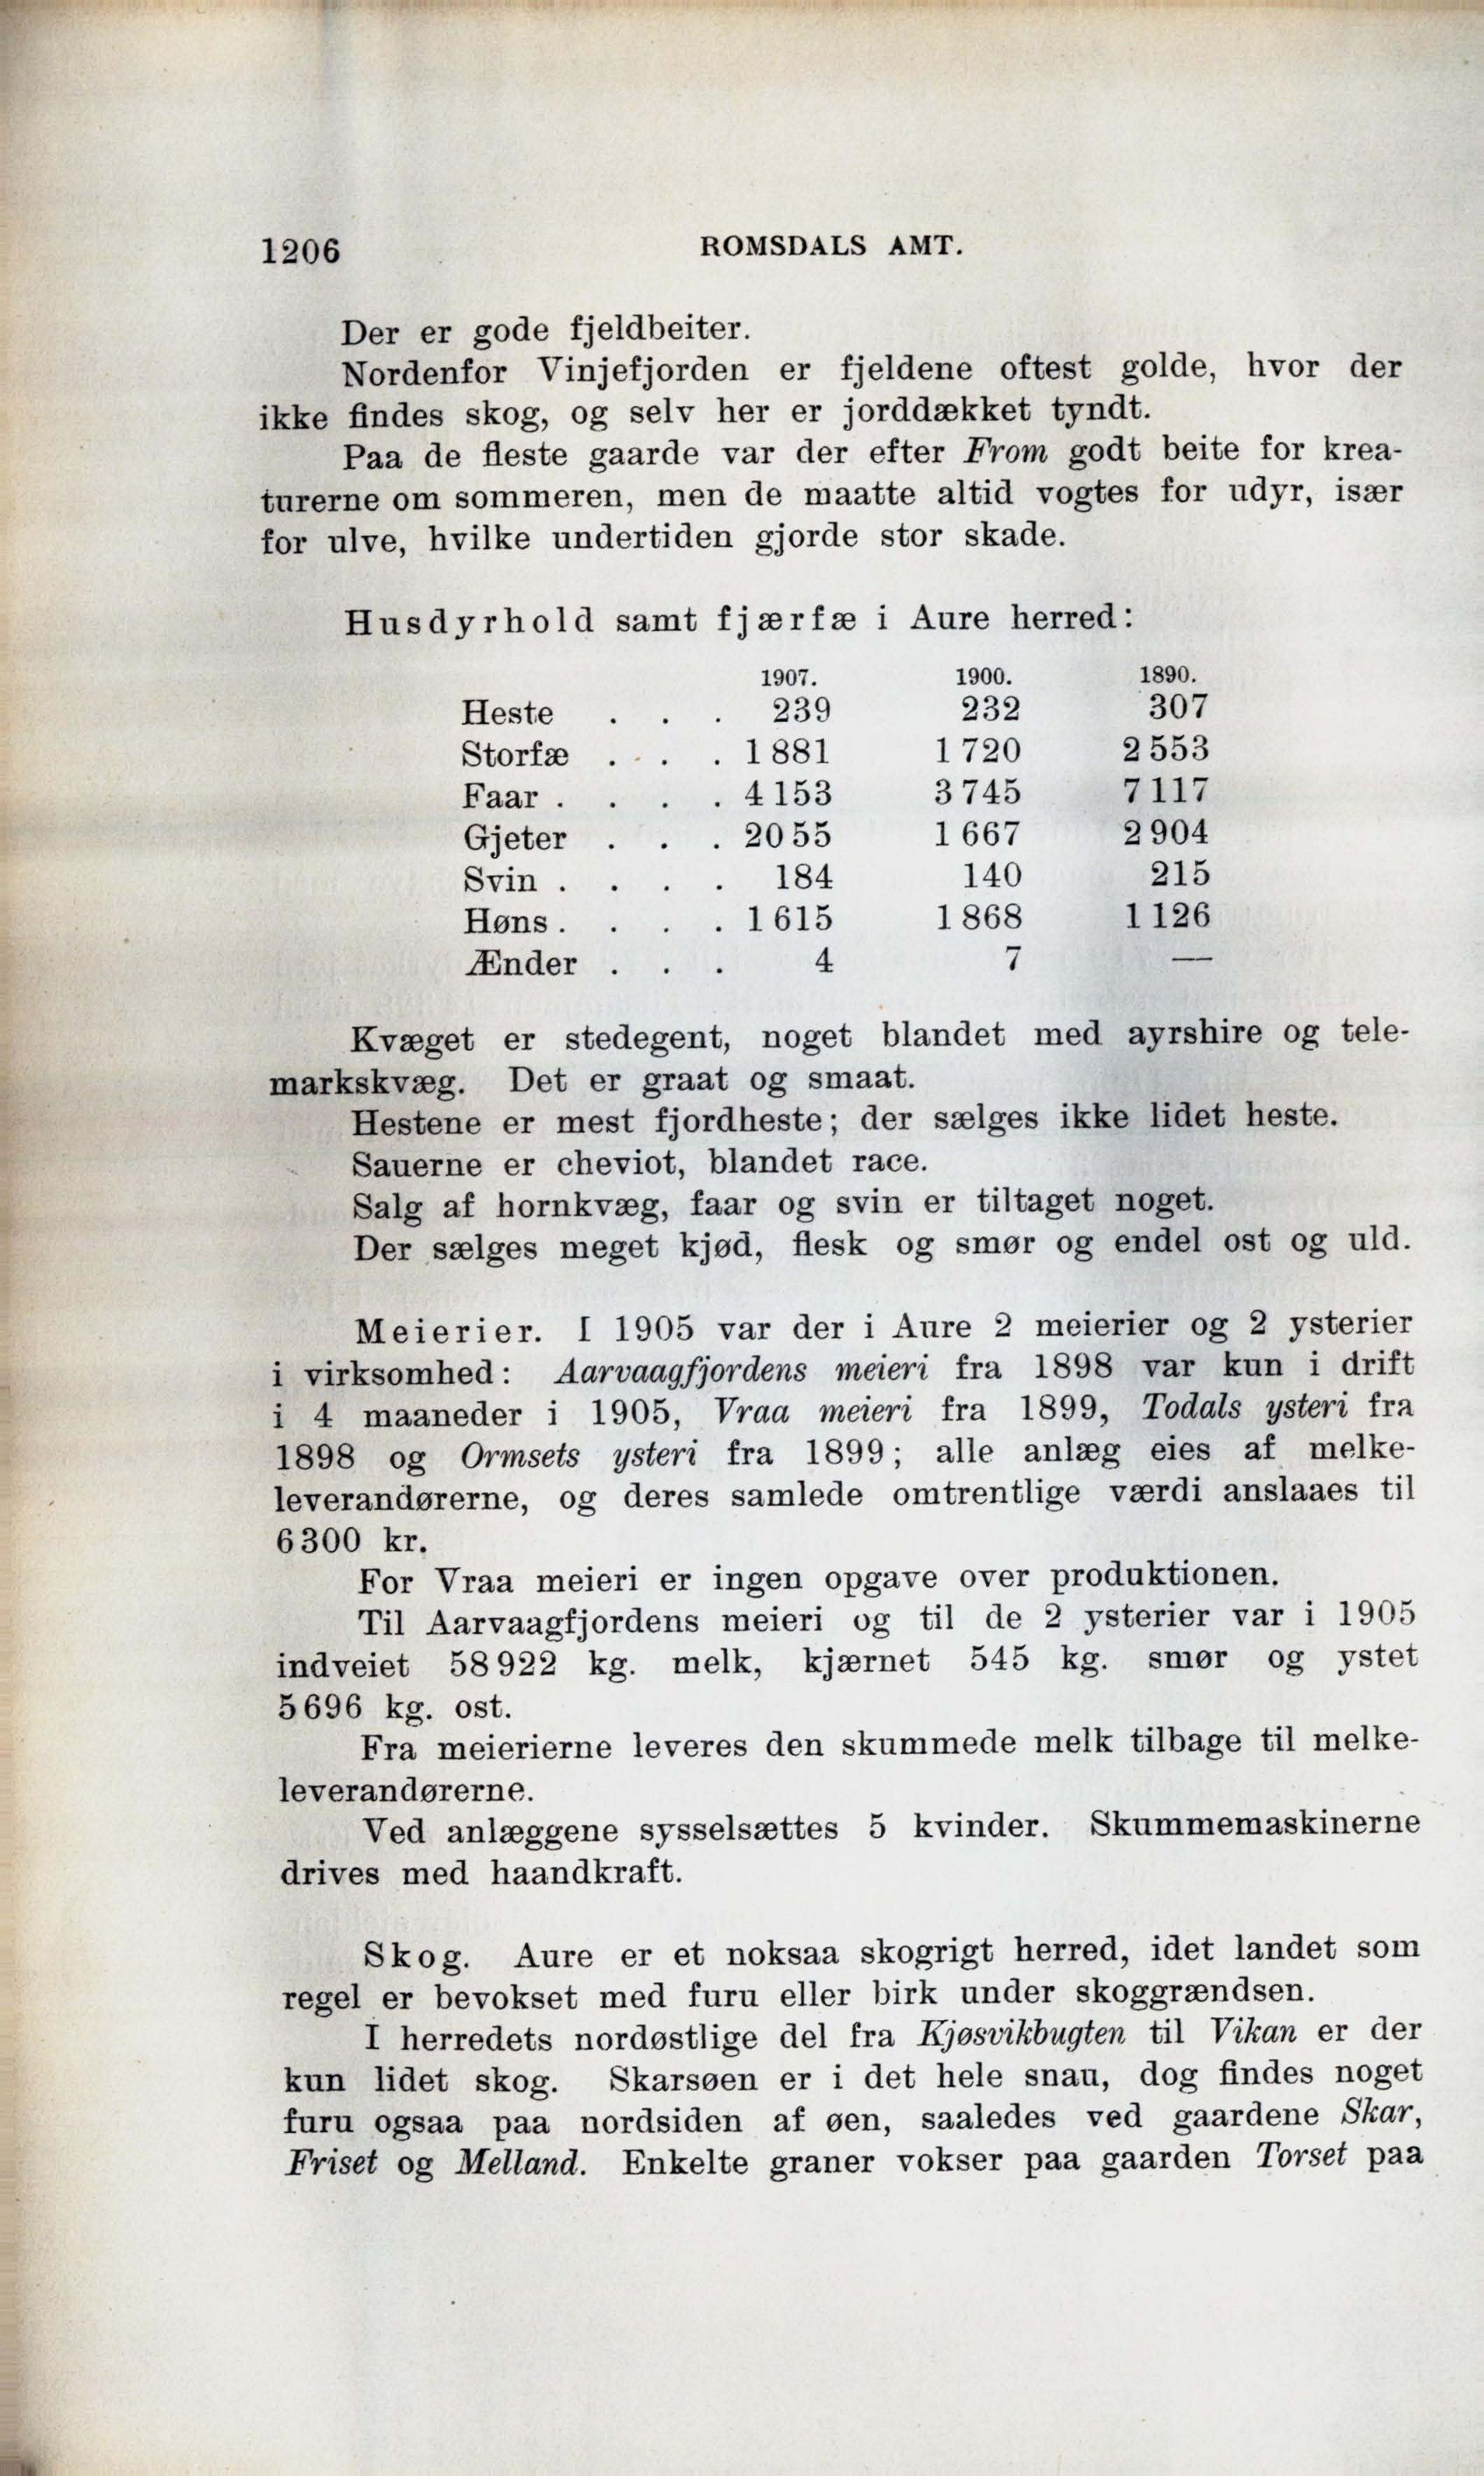 1206 ROMSDALS AMT.
Der er gode fjeldbeiter.
Nordenfor Vinjefjorden er fjeldene oftest golde, hvor der
ikke findes skog, og selv her er jorddækket tyndt.
Paa de fleste gaarde var der efter From godt beite for krea-
turerne om sommeren, men de maatte altid vogtes for udyr, især
for ulve, hvilke undertiden gjorde stor skade.
Husdyrhold samt fjærfæ i Aure herred:
1907. 1900. 1890.
Heste . . . 239 232 307
Storfæ . . . 1 881 1 720 2 553
Faar . . . . 4 153 3 745 7 117
Gjeter . . . 2055 1 667 2 904
Svin . . . . 184 140 215
Høns . . . . 1 615 1 868 1 126
Ænder . . . 4 7 —
Kvæget er stedegent, noget blandet med ayrshire og tele-
markskvæg. Det er graat og smaat.
Hestene er mest fjordheste; der sælges ikke lidet heste.
Sauerne er cheviot, blandet race.
Salg af hornkvæg, faar og svin er tiltaget noget.
Der sælges meget kjød, flesk og smør og endel ost og uld.
Meierier. I 1905 var der i Aure 2 meierier og 2 ysterier
i virksomhed: Aarvaagfjordens meieri fra 1898 var kun i drift
i 4 maaneder i 1905, Vraa meieri fra 1899, Todals ysteri fra
1898 og Ormsets ysteri fra 1899; alle anlæg eies af melke-
leverandørerne, og deres samlede omtrentlige værdi anslaaes til
6300 kr.
For Vraa meieri er ingen opgave over produktionen.
Til Aarvaagfjordens meieri og til de 2 ysterier var i 1905
indveiet 58 922 kg. melk, kjærnet 545 kg. smør og ystet
5696 kg. ost.
Fra meierierne leveres den skummede melk tilbage til melke-
leverandørerne.
Ved anlæggene sysselsættes 5 kvinder. Skummemaskinerne
drives med haandkraft.
Skog. Aure er et noksaa skogrigt herred, idet landet som
regel er bevokset med furu eller birk under skoggrændsen.
I herredets nordøstlige del fra Kjøsvikbugten til Vikan er der
kun lidet skog. Skarsøen er i det hele snau, dog findes noget
furu ogsaa paa nordsiden af øen, saaledes ved gaardene Skar,
Friset og Melland. Enkelte graner vokser paa gaarden Torset paa